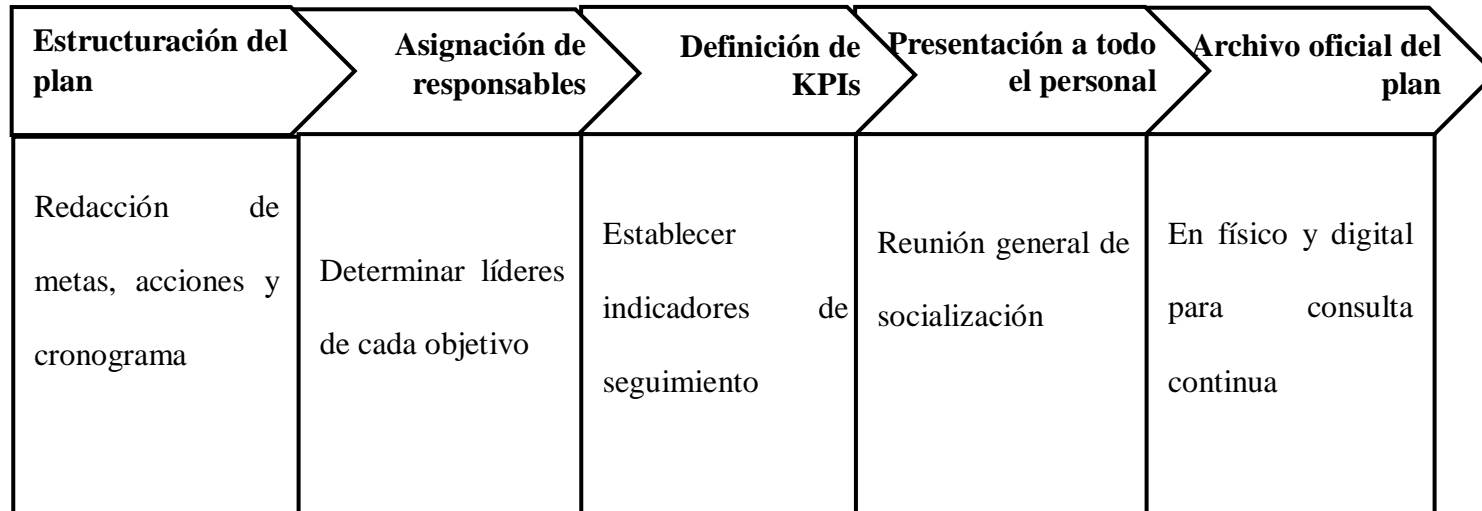 Estructuración del
plan
Asignación de
responsables
Definición de
KPIs
Presentación a todo
el personal
Archivo oficial del
plan
Redacción de
metas, acciones y
cronograma
Determinar líderes
de cada objetivo
Establecer
indicadores de
seguimiento
Reunión general de
socialización
En físico y digital
para consulta
continua